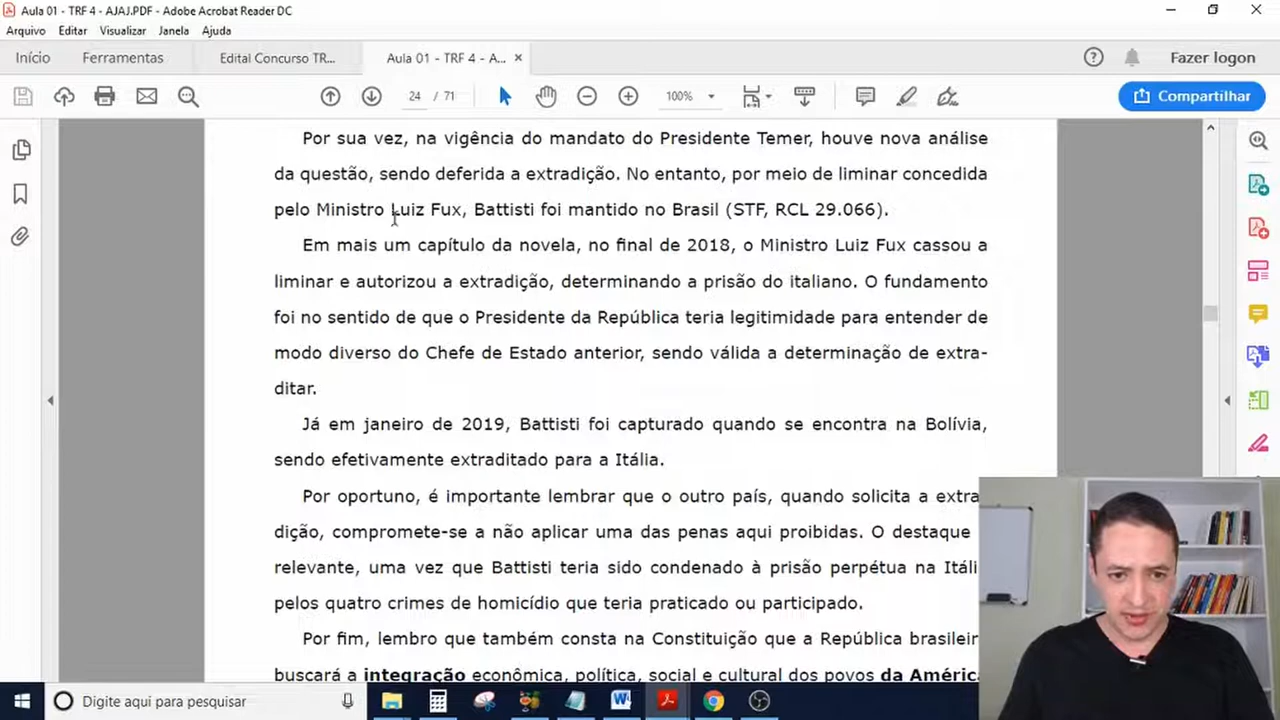 Aula 01 - TRF 4 - AJAJ.PDF - Adobe Acrobat Reader DC
Arquivo Editar Visualizar Janela Ajuda
Início Ferramentas Edital Concurso TR... Aula 01 - TRF 4 - A... × Fazer logon
24 / 71 100% Compartilhar
Por sua vez, na vigência do mandato do Presidente Temer, houve nova análise
da questão, sendo deferida a extradição. No entanto, por meio de liminar concedida
pelo Ministro Luiz Fux, Battisti foi mantido no Brasil (STF, RCL 29.066).
Em mais um capítulo da novela, no final de 2018, o Ministro Luiz Fux cassou a
liminar e autorizou a extradição, determinando a prisão do italiano. O fundamento
foi no sentido de que o Presidente da República teria legitimidade para entender de
modo diverso do Chefe de Estado anterior, sendo válida a determinação de extra-
ditar.
Já em janeiro de 2019, Battisti foi capturado quando se encontra na Bolívia,
sendo efetivamente extraditado para a Itália.
Por oportuno, é importante lembrar que o outro país, quando solicita a extra
dição, compromete-se a não aplicar uma das penas aqui proibidas. O destaque
relevante, uma vez que Battisti teria sido condenado à prisão perpétua na Itáli
pelos quatro crimes de homicídio que teria praticado ou participado.
Por fim, lembro que também consta na Constituição que a República brasileir
buscará a integração econômica, política, social e cultural dos povos da Améric
Digite aqui para pesquisar